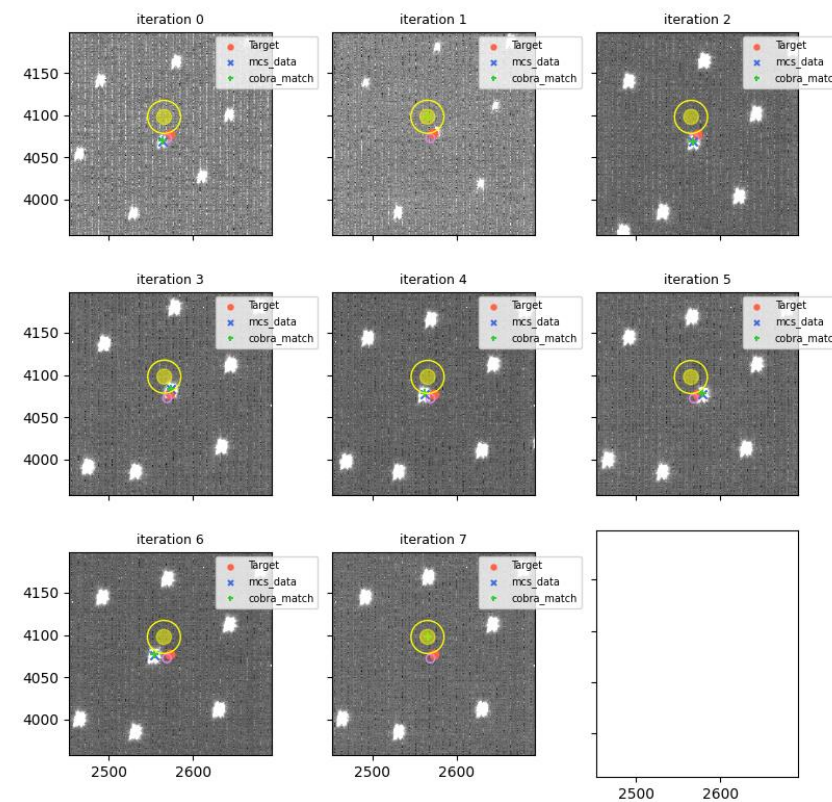 iteration 0
iteration 1
iteration 2
Target
mcs_data
cobra_match
Target
mcs_data
cobra_match
Target
mcs_data
cobra_match
4150
4100
4050
4000
iteration 3
iteration 4
iteration 5
Target
mcs_data
cobra_match
Target
mcs_data
cobra_match
Target
mcs_data
cobra_match
4150
4100
4050
4000
iteration 6
iteration 7
Target
mcs_data
cobra_match
Target
mcs_data
cobra_match
4150
4100
4050
4000
2500 2600
2500 2600
2500 2600